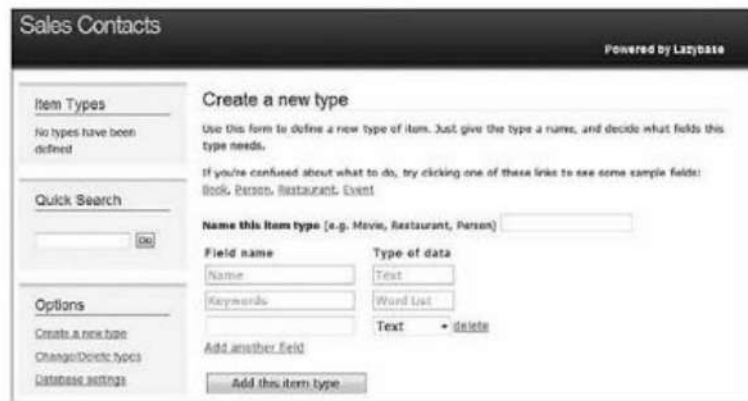 Sales Contacts
Powered by Lazybase
Item Types
No types have been
defined
Quick Search
Go
Options
Create a new type
Change/Delete types
Database settings
Create a new type
Use this form to define a new type of item. Just give the type a name, and decide what fields this
type needs.
If you're confused about what to do, try clicking one of these links to see some sample fields:
Book, Person, Restaurant, Event
Name this item type (e.g. Movie, Restaurant, Person)
Field name Type of data
Name Text
Keywords Word List
Text delete
Add another field
Add this item type